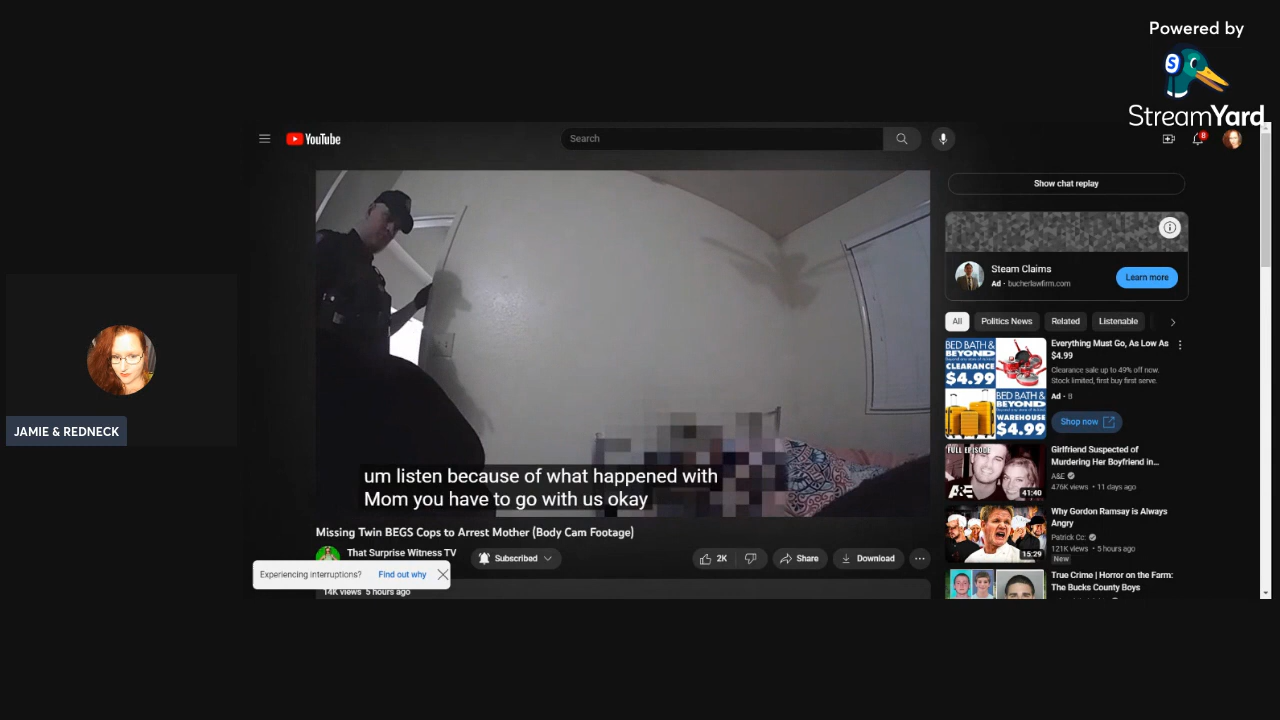 Powered by
StreamYard
YouTube
Search
8
Show chat replay
Steam Claims
Ad · bucherlawfirm.com
Learn more
All
Politics News
Related
Listenable
BED BATH &
BEYOND
CLEARANCE
$4.99
BED BATH &
BEYOND
WAREHOUSE
$4.99
Everything Must Go, As Low As
$4.99
Clearance sale up to 49% off now.
Stock limited, first buy first serve.
Ad · B
Shop now
FULL EPISODE
A&E
41:40
Girlfriend Suspected of
Murdering Her Boyfriend in...
A&E
476K views · 11 days ago
15:29
Why Gordon Ramsay is Always
Angry
Patrick Cc:
121K views · 5 hours ago
New
True Crime | Horror on the Farm:
The Bucks County Boys
um listen because of what happened with
Mom you have to go with us okay
Missing Twin BEGS Cops to Arrest Mother (Body Cam Footage)
That Surprise Witness TV
Subscribed
2K
Share
Download
Experiencing interruptions?
Find out why
14K views 5 hours ago
JAMIE & REDNECK